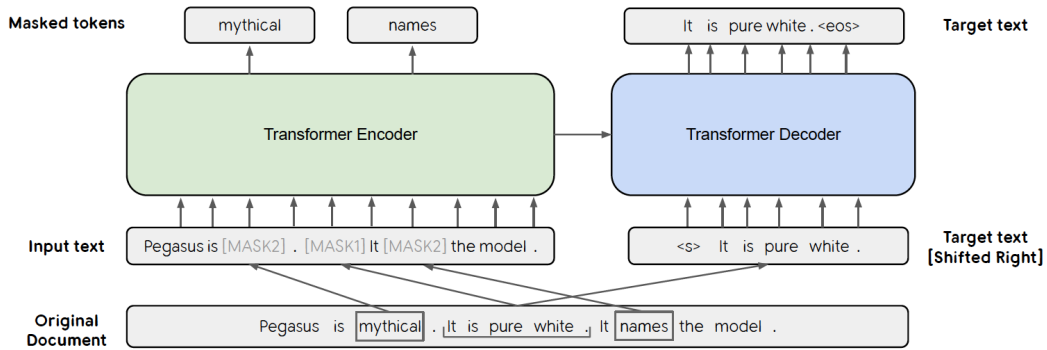 Masked tokens
mythical
names
It is pure white . <eos>
Target text
Transformer Encoder
Transformer Decoder
Input text
Pegasus is [MASK2] . [MASK1] It [MASK2] the model .
<s> It is pure white .
Target text
[Shifted Right]
Original
Document
Pegasus is mythical . It is pure white . It names the model .